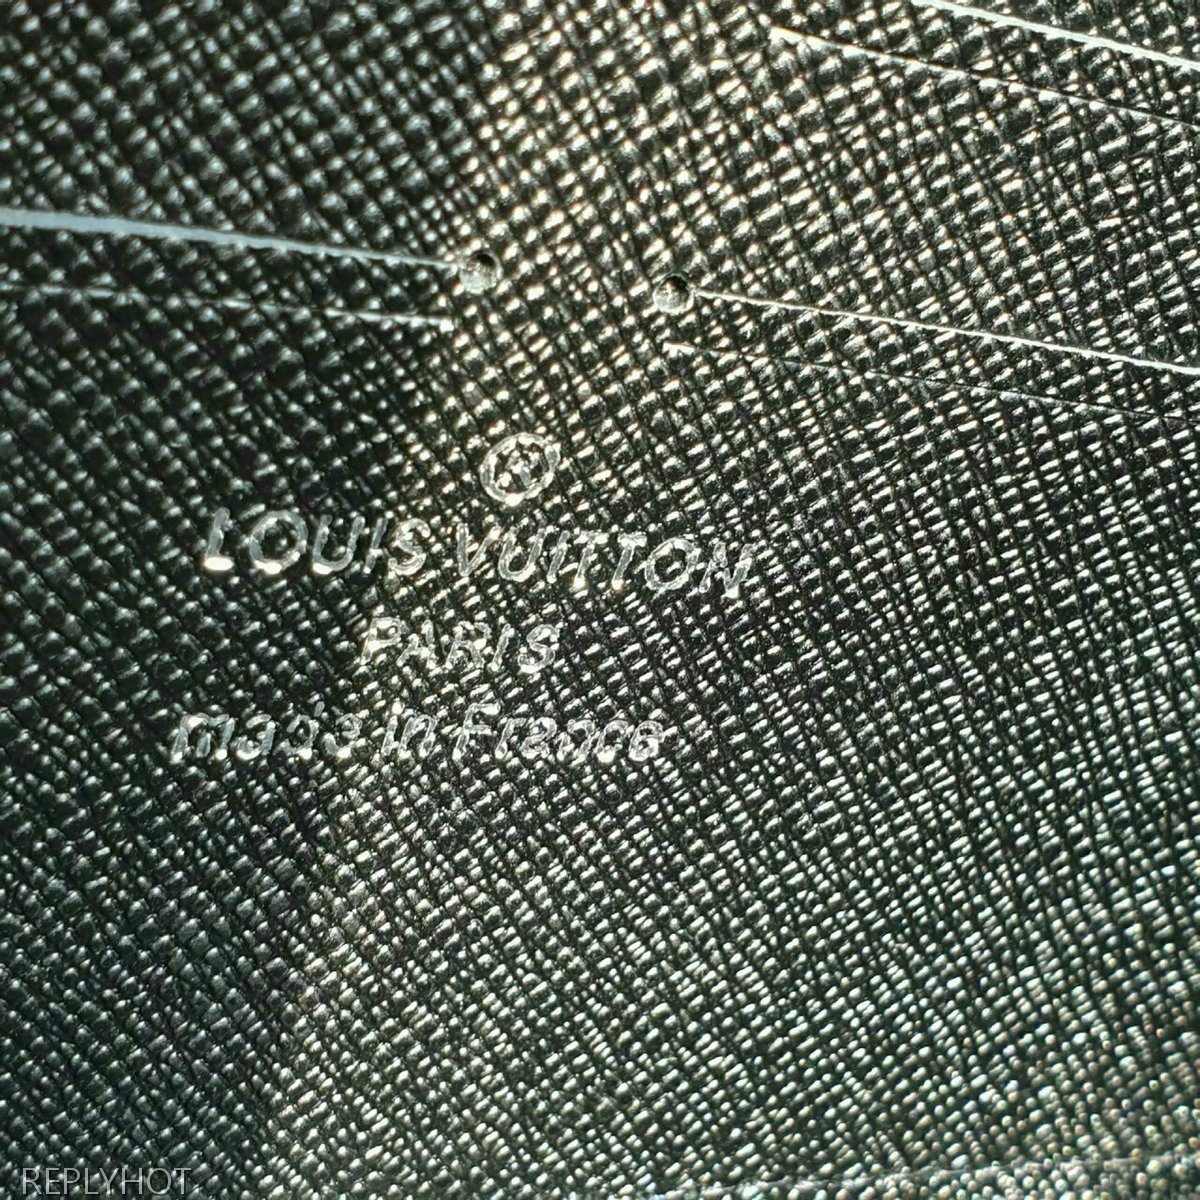 R
LOUIS VUITTON
PARIS
made in France
REPLYHOT